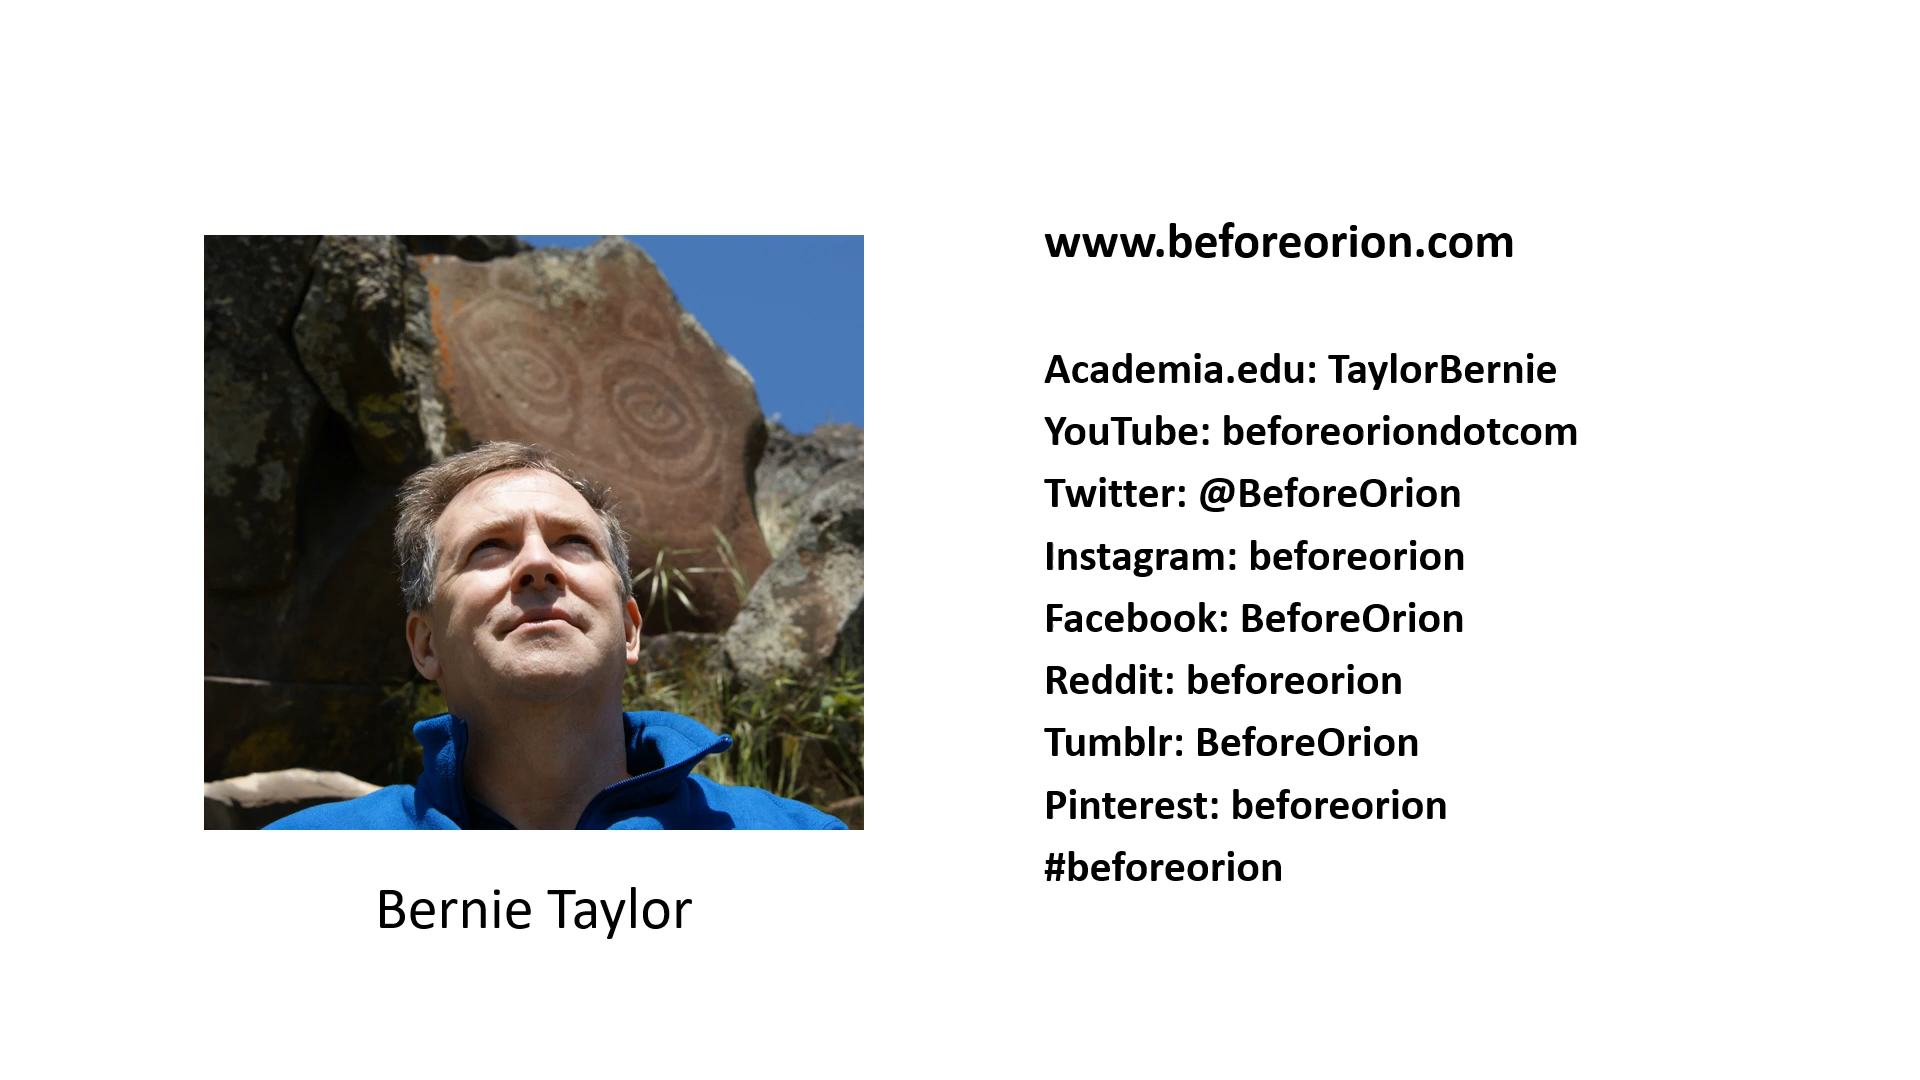 www.beforeorion.com
Academia.edu: TaylorBernie
YouTube: beforeoriondotcom
Twitter: @BeforeOrion
Instagram: beforeorion
Facebook: BeforeOrion
Reddit: beforeorion
Tumblr: BeforeOrion
Pinterest: beforeorion
#beforeorion
Bernie Taylor